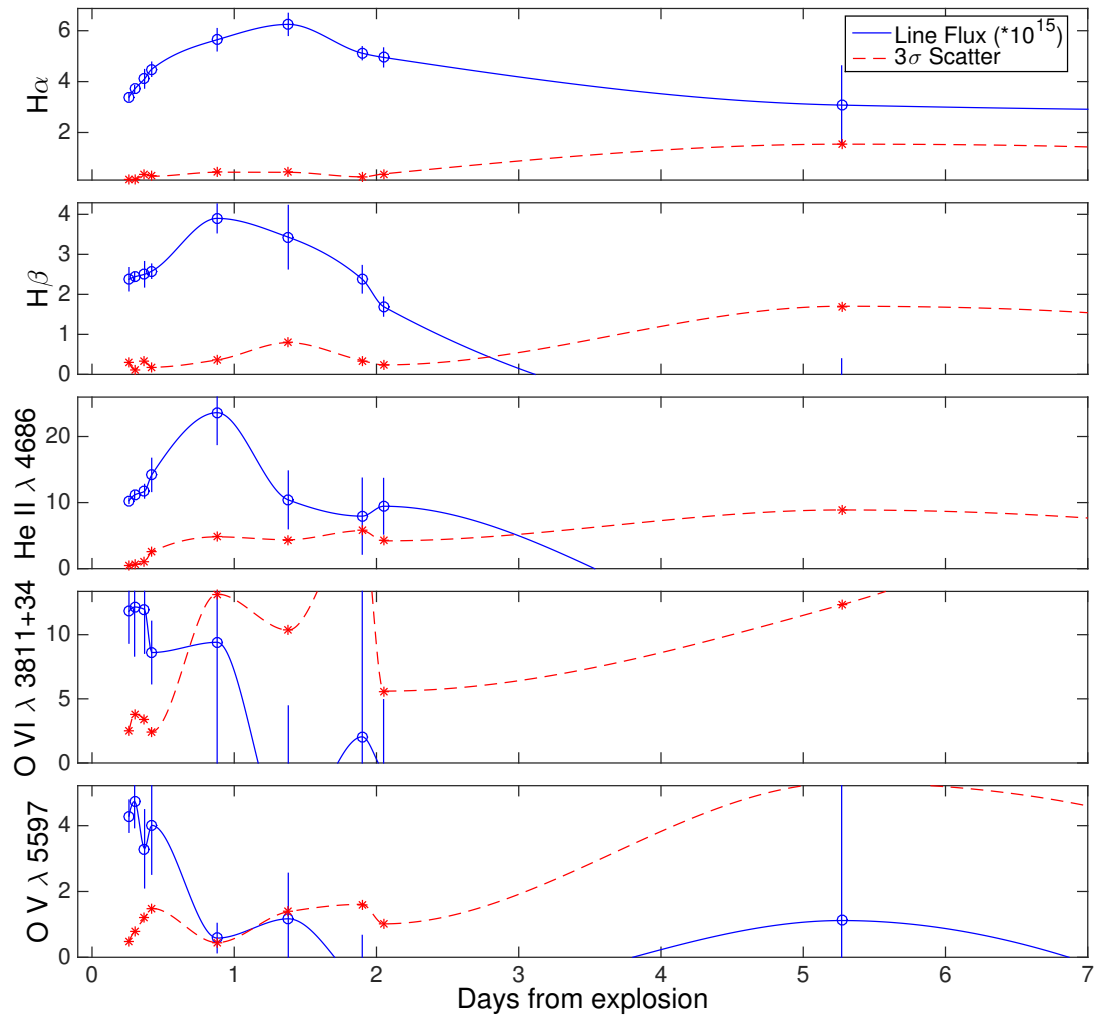 Line Flux (*10^15)
3σ Scatter
Hα
6
4
2
Hβ
4
3
2
1
0
He II λ 4686
20
10
0
O VI λ 3811+34
10
5
0
O V λ 5597
4
2
0
0 1 2 3 4 5 6 7
Days from explosion